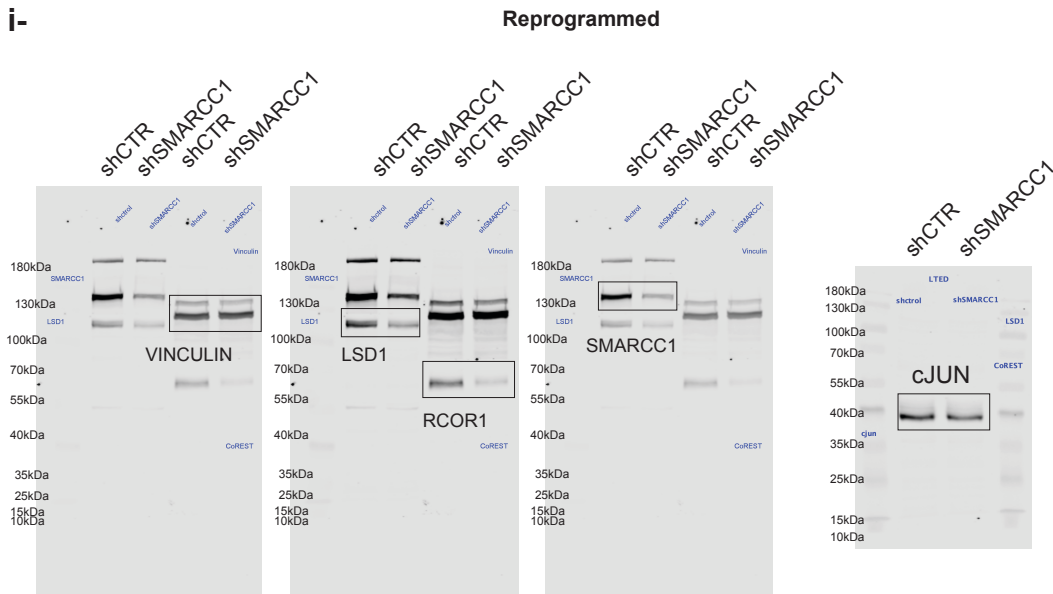 i-
Reprogrammed
shCTR
shSMARCC1
shCTR
shSMARCC1
shctrol
shSMARCC1
shctrol
shSMARCC1
Vinculin
180kDa
SMARCC1
130kDa
LSD1
100kDa
VINCULIN
70kDa
55kDa
40kDa
CoREST
35kDa
25kDa
15kDa
10kDa
shCTR
shSMARCC1
shCTR
shSMARCC1
shctrol
shSMARCC1
shctrol
shSMARCC1
Vinculin
180kDa
SMARCC1
130kDa
LSD1
100kDa
LSD1
70kDa
55kDa
RCOR1
40kDa
CoREST
35kDa
25kDa
15kDa
10kDa
shCTR
shSMARCC1
shCTR
shSMARCC1
shctrol
shSMARCC1
shctrol
shSMARCC1
Vinculin
180kDa
SMARCC1
130kDa
LSD1
100kDa
SMARCC1
70kDa
55kDa
40kDa
CoREST
35kDa
25kDa
15kDa
10kDa
shCTR
shSMARCC1
LTED
180kDa
shctrol
shSMARCC1
130kDa
LSD1
100kDa
70kDa
CoREST
cJUN
55kDa
40kDa
cjun
35kDa
15kDa
10kDa